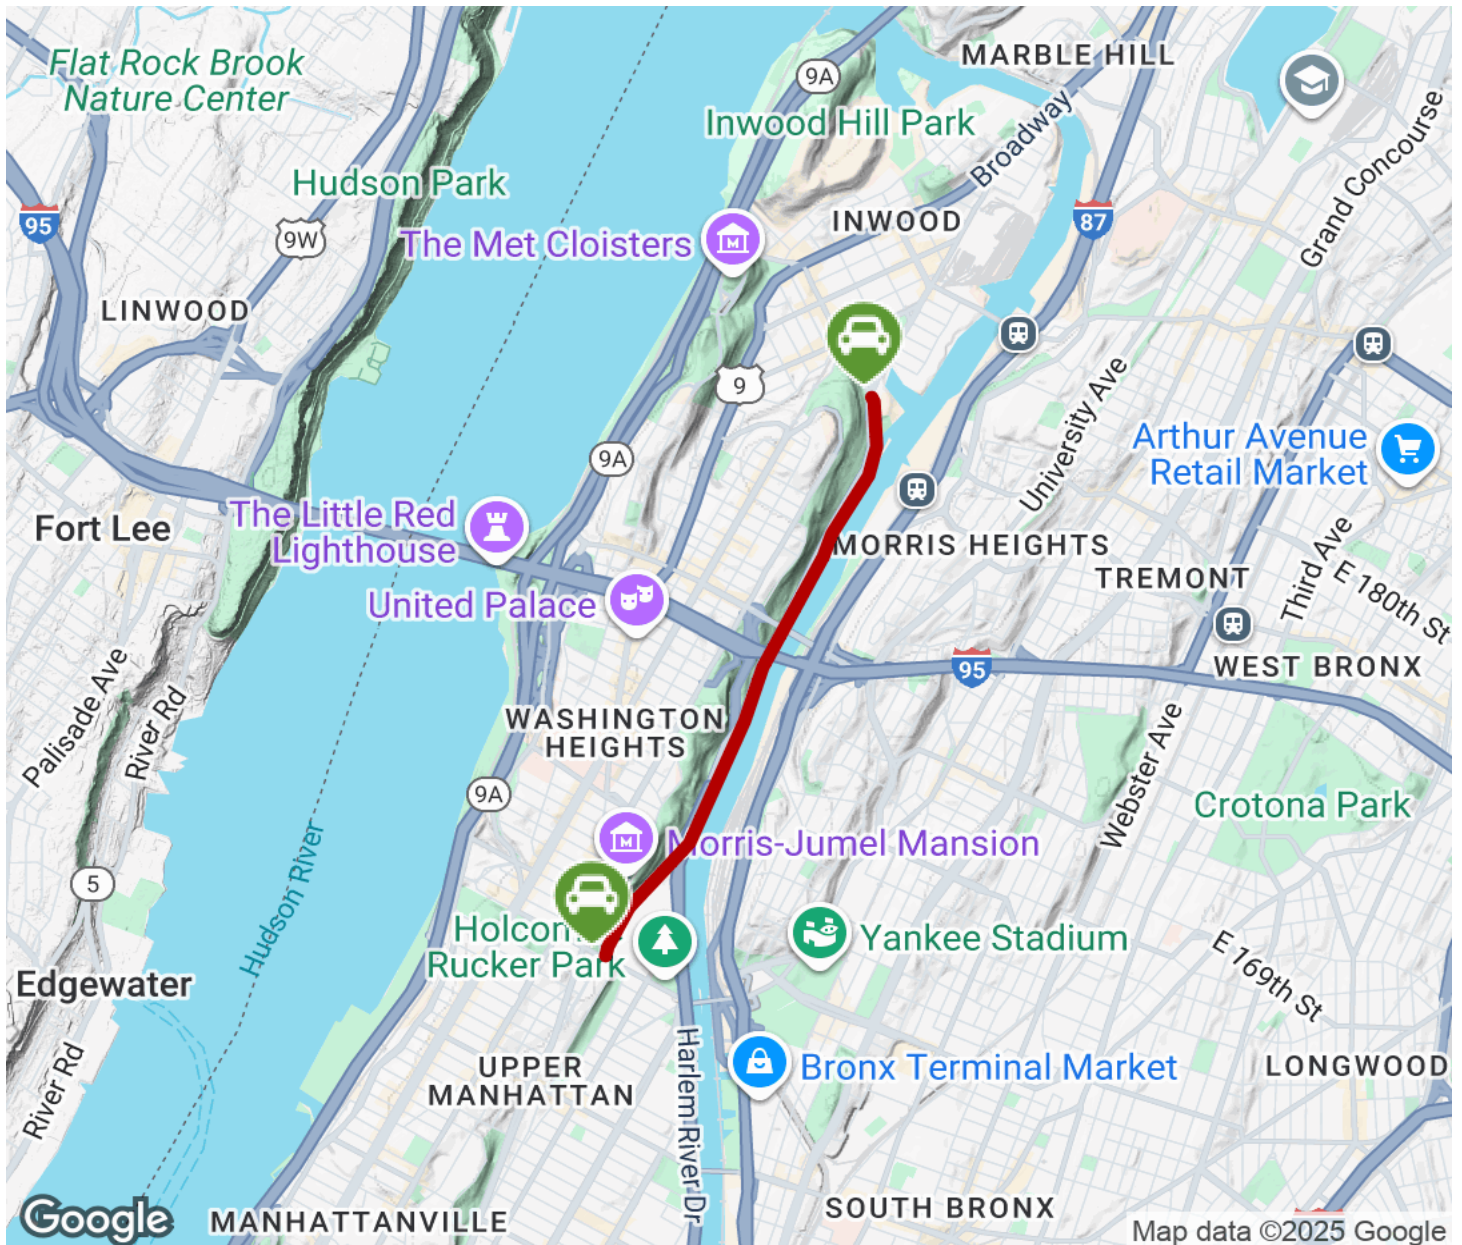 Flat Rock Brook
Nature Center
MARBLE HILL
9A
Inwood Hill Park
Broadway
Hudson Park
95
9W
The Met Cloisters
INWOOD
87
Grand Concourse
LINWOOD
9
University Ave
Arthur Avenue
Retail Market
9A
Fort Lee
The Little Red
Lighthouse
MORRIS HEIGHTS
TREMONT
Third Ave
E 180th St
United Palace
95
WEST BRONX
Palisade Ave
River Rd
WASHINGTON
HEIGHTS
Webster Ave
9A
Crotona Park
Morris-Jumel Mansion
5
Hudson River
Rucker Park
Yankee Stadium
E 169th St
Edgewater
River Rd
UPPER
MANHATTAN
Harlem River Dr
Bronx Terminal Market
LONGWOOD
Google
MANHATTANVILLE
SOUTH BRONX
Map data ©2025 Google